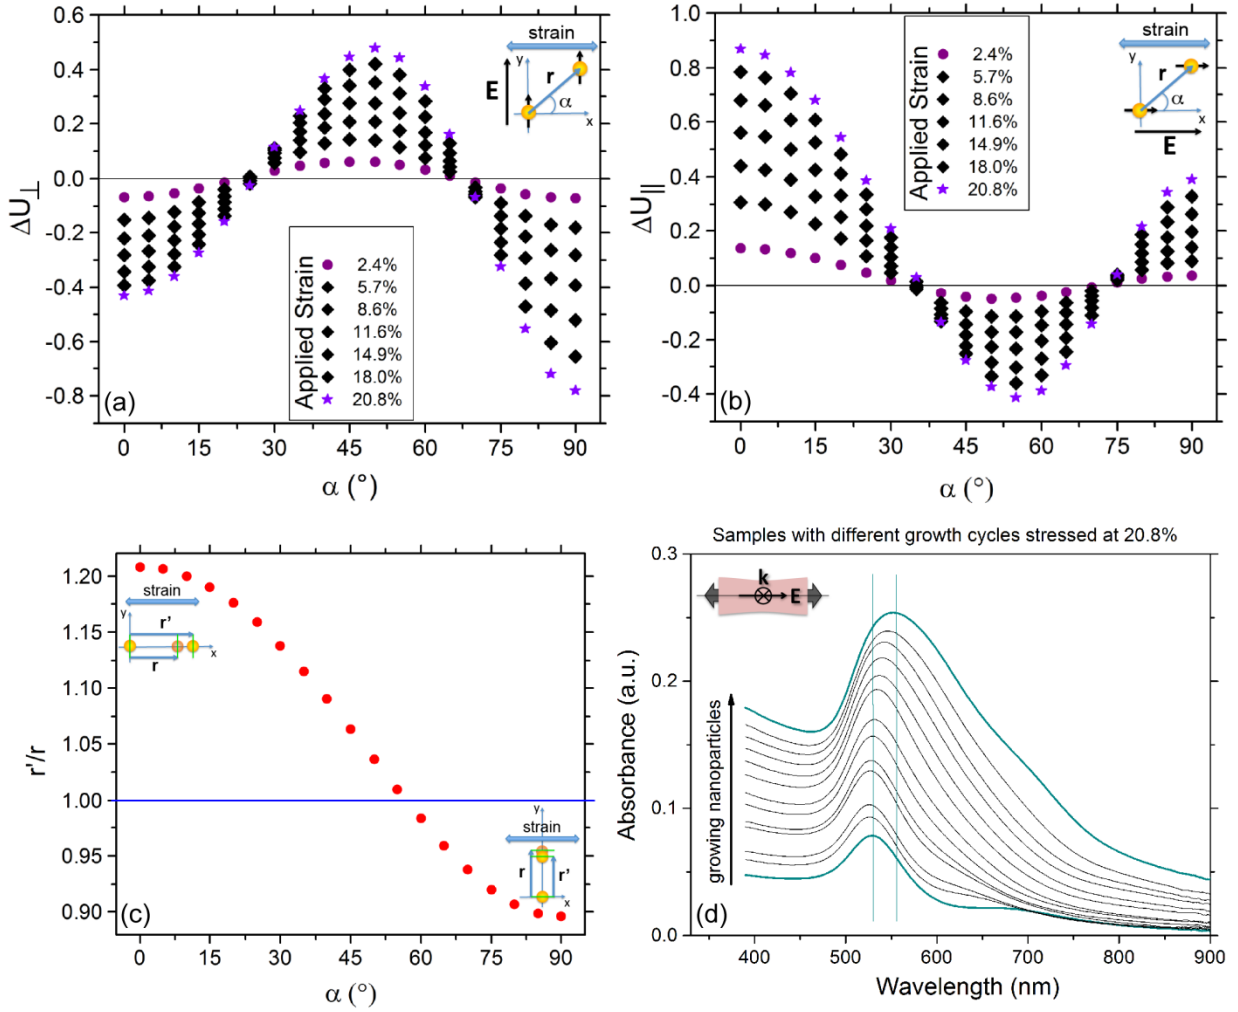 0.6
0.4
0.2
0.0
-0.2
-0.4
-0.6
-0.8
ΔU⊥
strain
y
r
E
α
x
Applied Strain
2.4%
5.7%
8.6%
11.6%
14.9%
18.0%
20.8%
(a)
0 15 30 45 60 75 90
α (°)
1.0
0.8
0.6
0.4
0.2
0.0
-0.2
-0.4
ΔU||
Applied Strain
2.4%
5.7%
8.6%
11.6%
14.9%
18.0%
20.8%
strain
y
r
α
x
E
(b)
0 15 30 45 60 75 90
α (°)
1.20
1.15
1.10
1.05
1.00
0.95
0.90
r'/r
strain
y
r'
x
r
y
strain
r r'
x
(c)
0 15 30 45 60 75 90
α (°)
Samples with different growth cycles stressed at 20.8%
0.3
0.2
0.1
0.0
Absorbance (a.u.)
k
E
growing nanoparticles
(d)
400 500 600 700 800 900
Wavelength (nm)